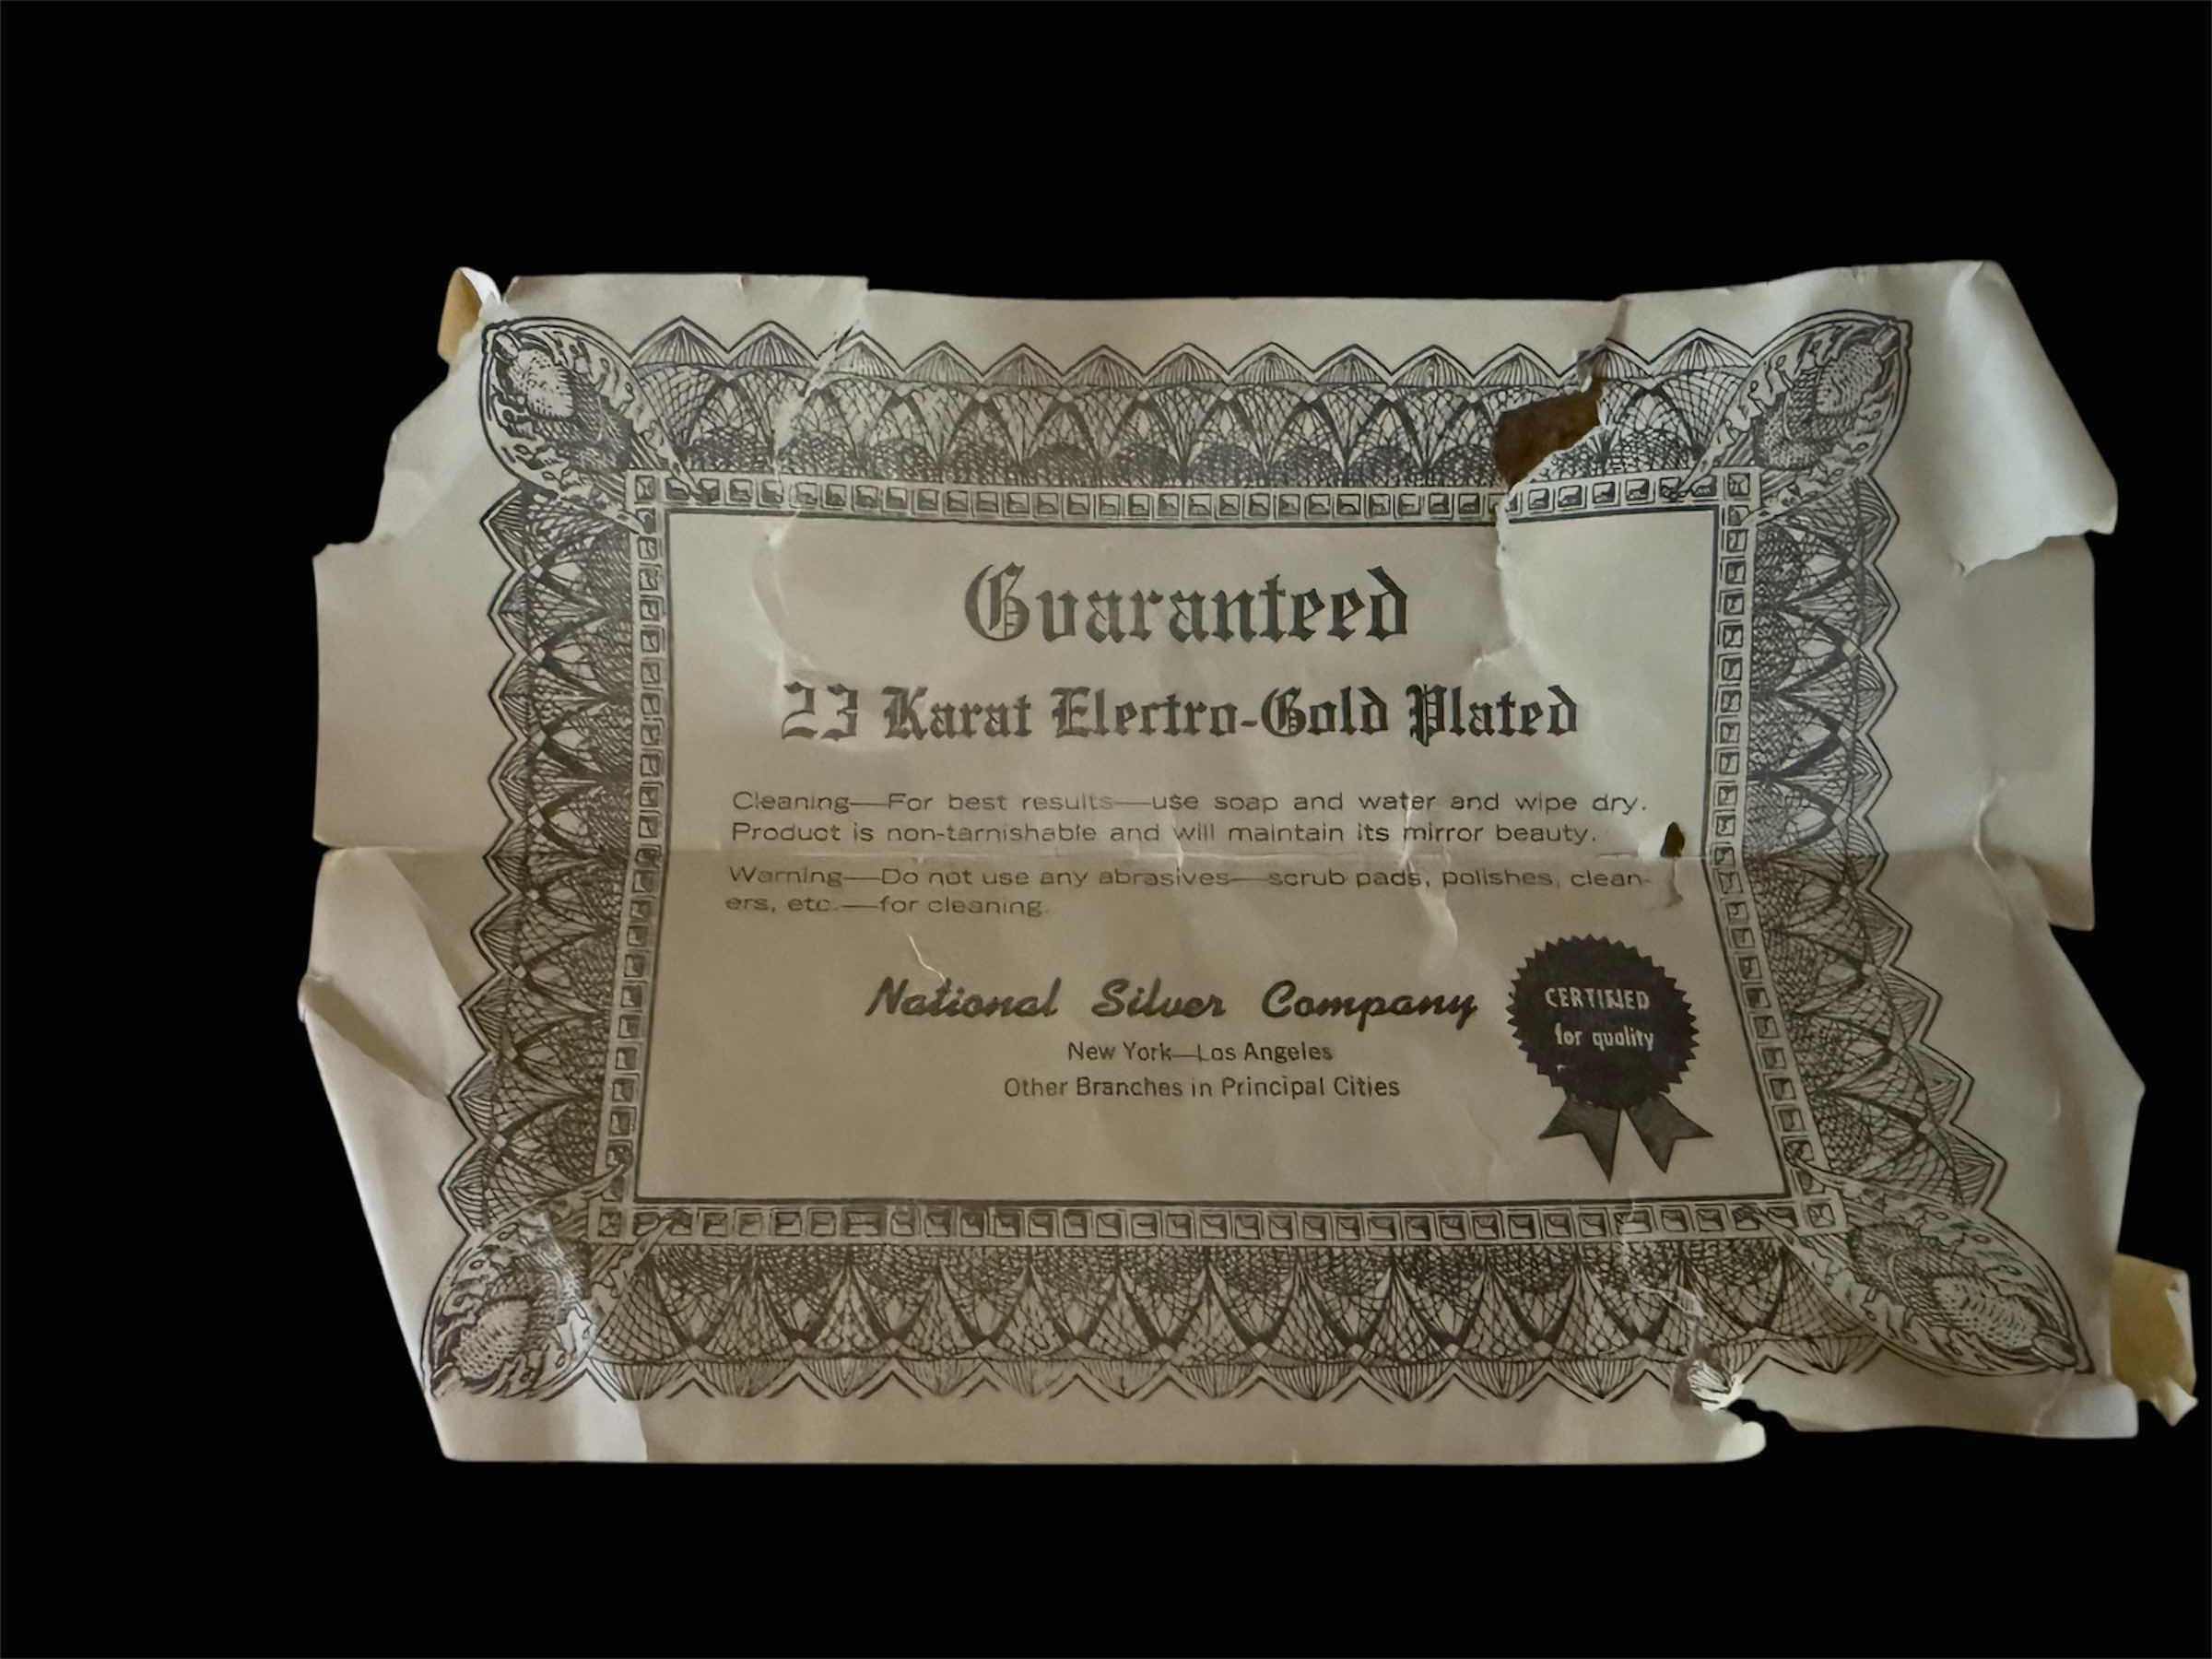 Guaranteed
23 Karat Electro-Gold Plated
Cleaning—For best results—use soap and water and wipe dry.
Product is non-tarnishable and will maintain its mirror beauty.
Warning—Do not use any abrasives—scrub pads, polishes, clean-
ers, etc.—for cleaning.
National Silver Company
New York—Los Angeles
Other Branches in Principal Cities
CERTIFIED
for quality